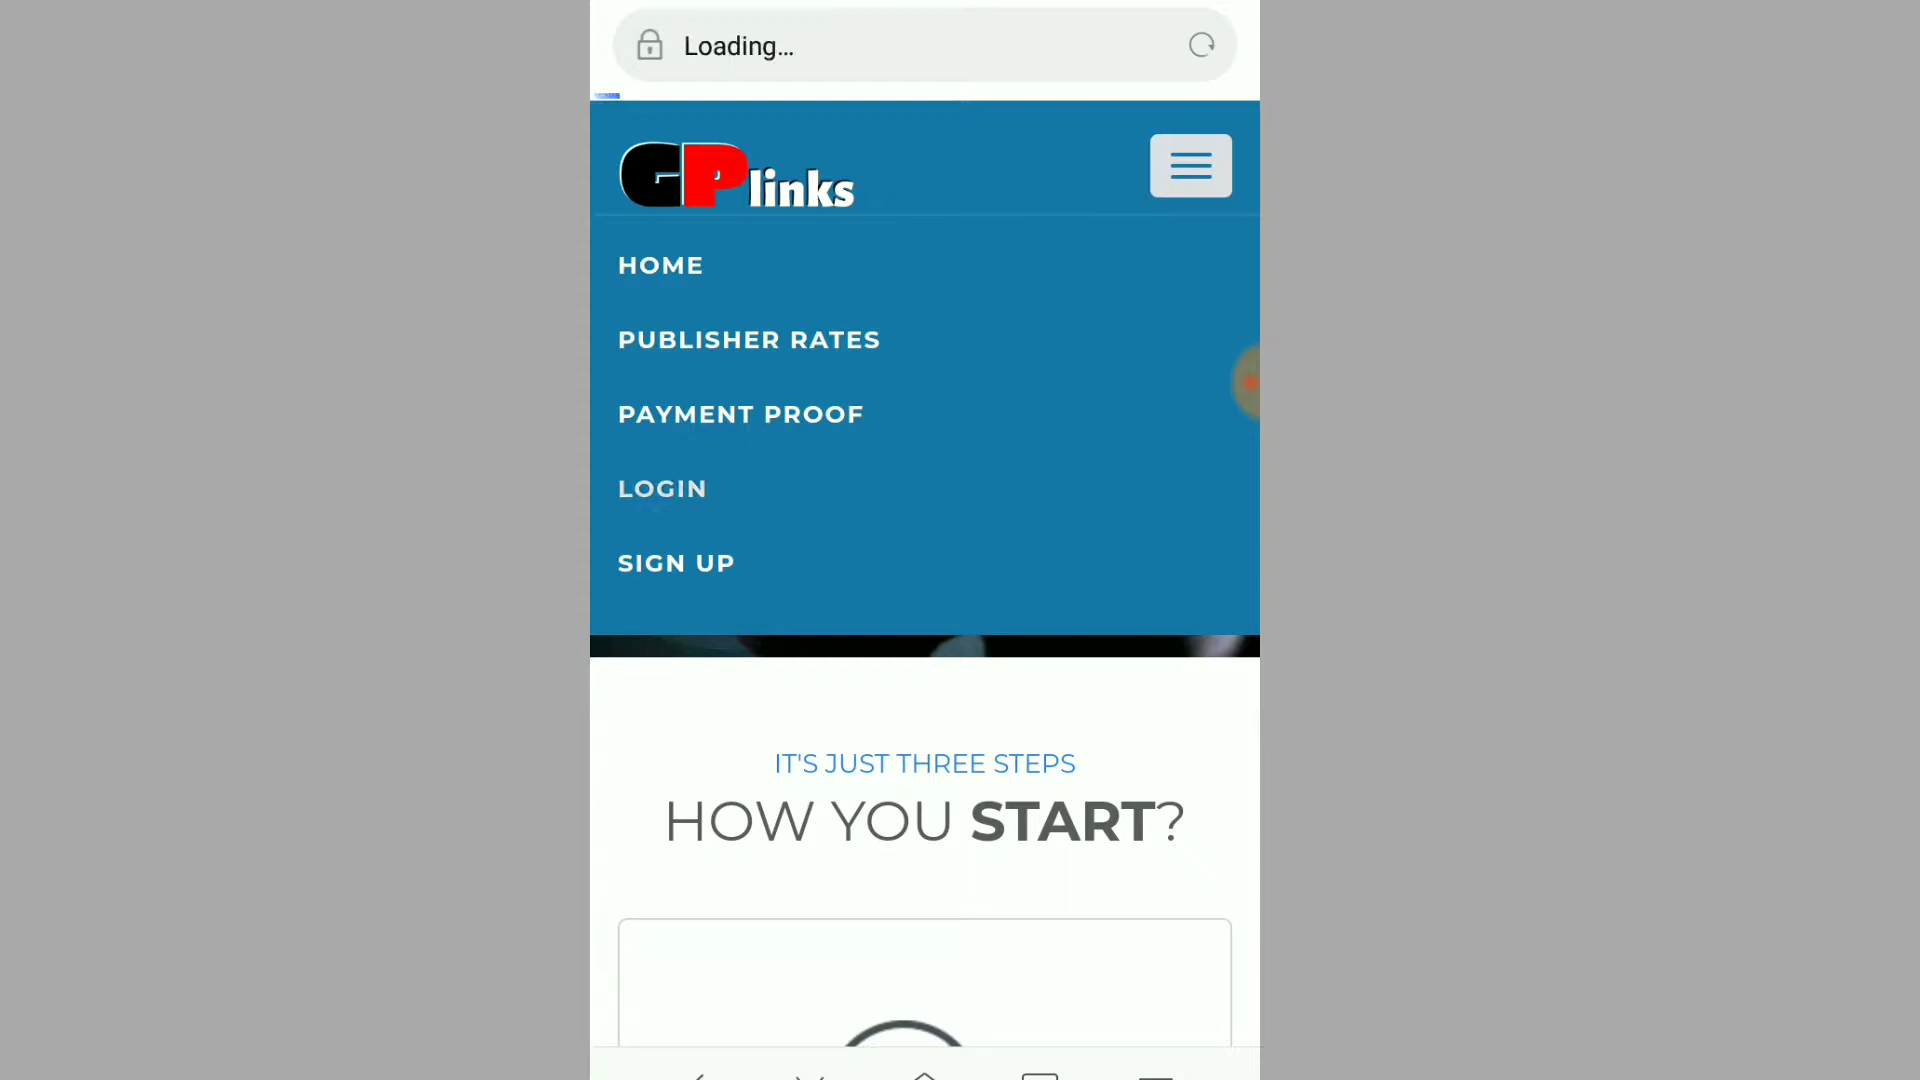 Loading...
GPlinks
HOME
PUBLISHER RATES
PAYMENT PROOF
LOGIN
SIGN UP
IT'S JUST THREE STEPS
HOW YOU START?